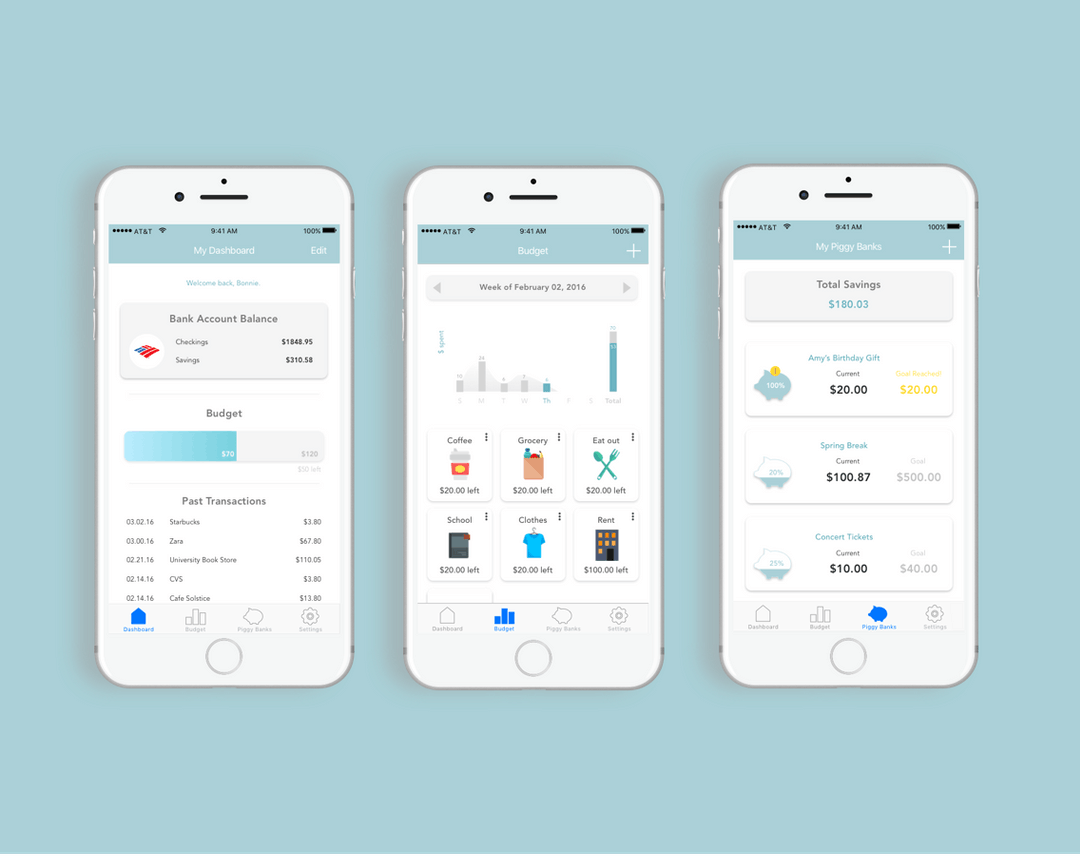 AT&T 9:41 AM 100%
My Dashboard Edit
Welcome back, Bonnie.
Bank Account Balance
Checkings $1848.95
Savings $310.58
Budget
$70 $120
$50 left
Past Transactions
03.02.16 Starbucks $3.80
03.00.16 Zara $67.80
02.21.16 University Book Store $110.05
02.14.16 CVS $3.80
02.14.16 Cafe Solstice $13.80
Dashboard Budget Piggy Banks Settings
AT&T 9:41 AM 100%
Budget +
Week of February 02, 2016
$ spent
70
S M T W Th F S Total
Coffee Grocery Eat out
$20.00 left $20.00 left $20.00 left
School Clothes Rent
$20.00 left $20.00 left $100.00 left
Dashboard Budget Piggy Banks Settings
AT&T 9:41 AM 100%
My Piggy Banks +
Total Savings
$180.03
Amy's Birthday Gift
Current Goal Reached!
100% $20.00 $20.00
Spring Break
Current Goal
20% $100.87 $500.00
Concert Tickets
Current Goal
25% $10.00 $40.00
Dashboard Budget Piggy Banks Settings